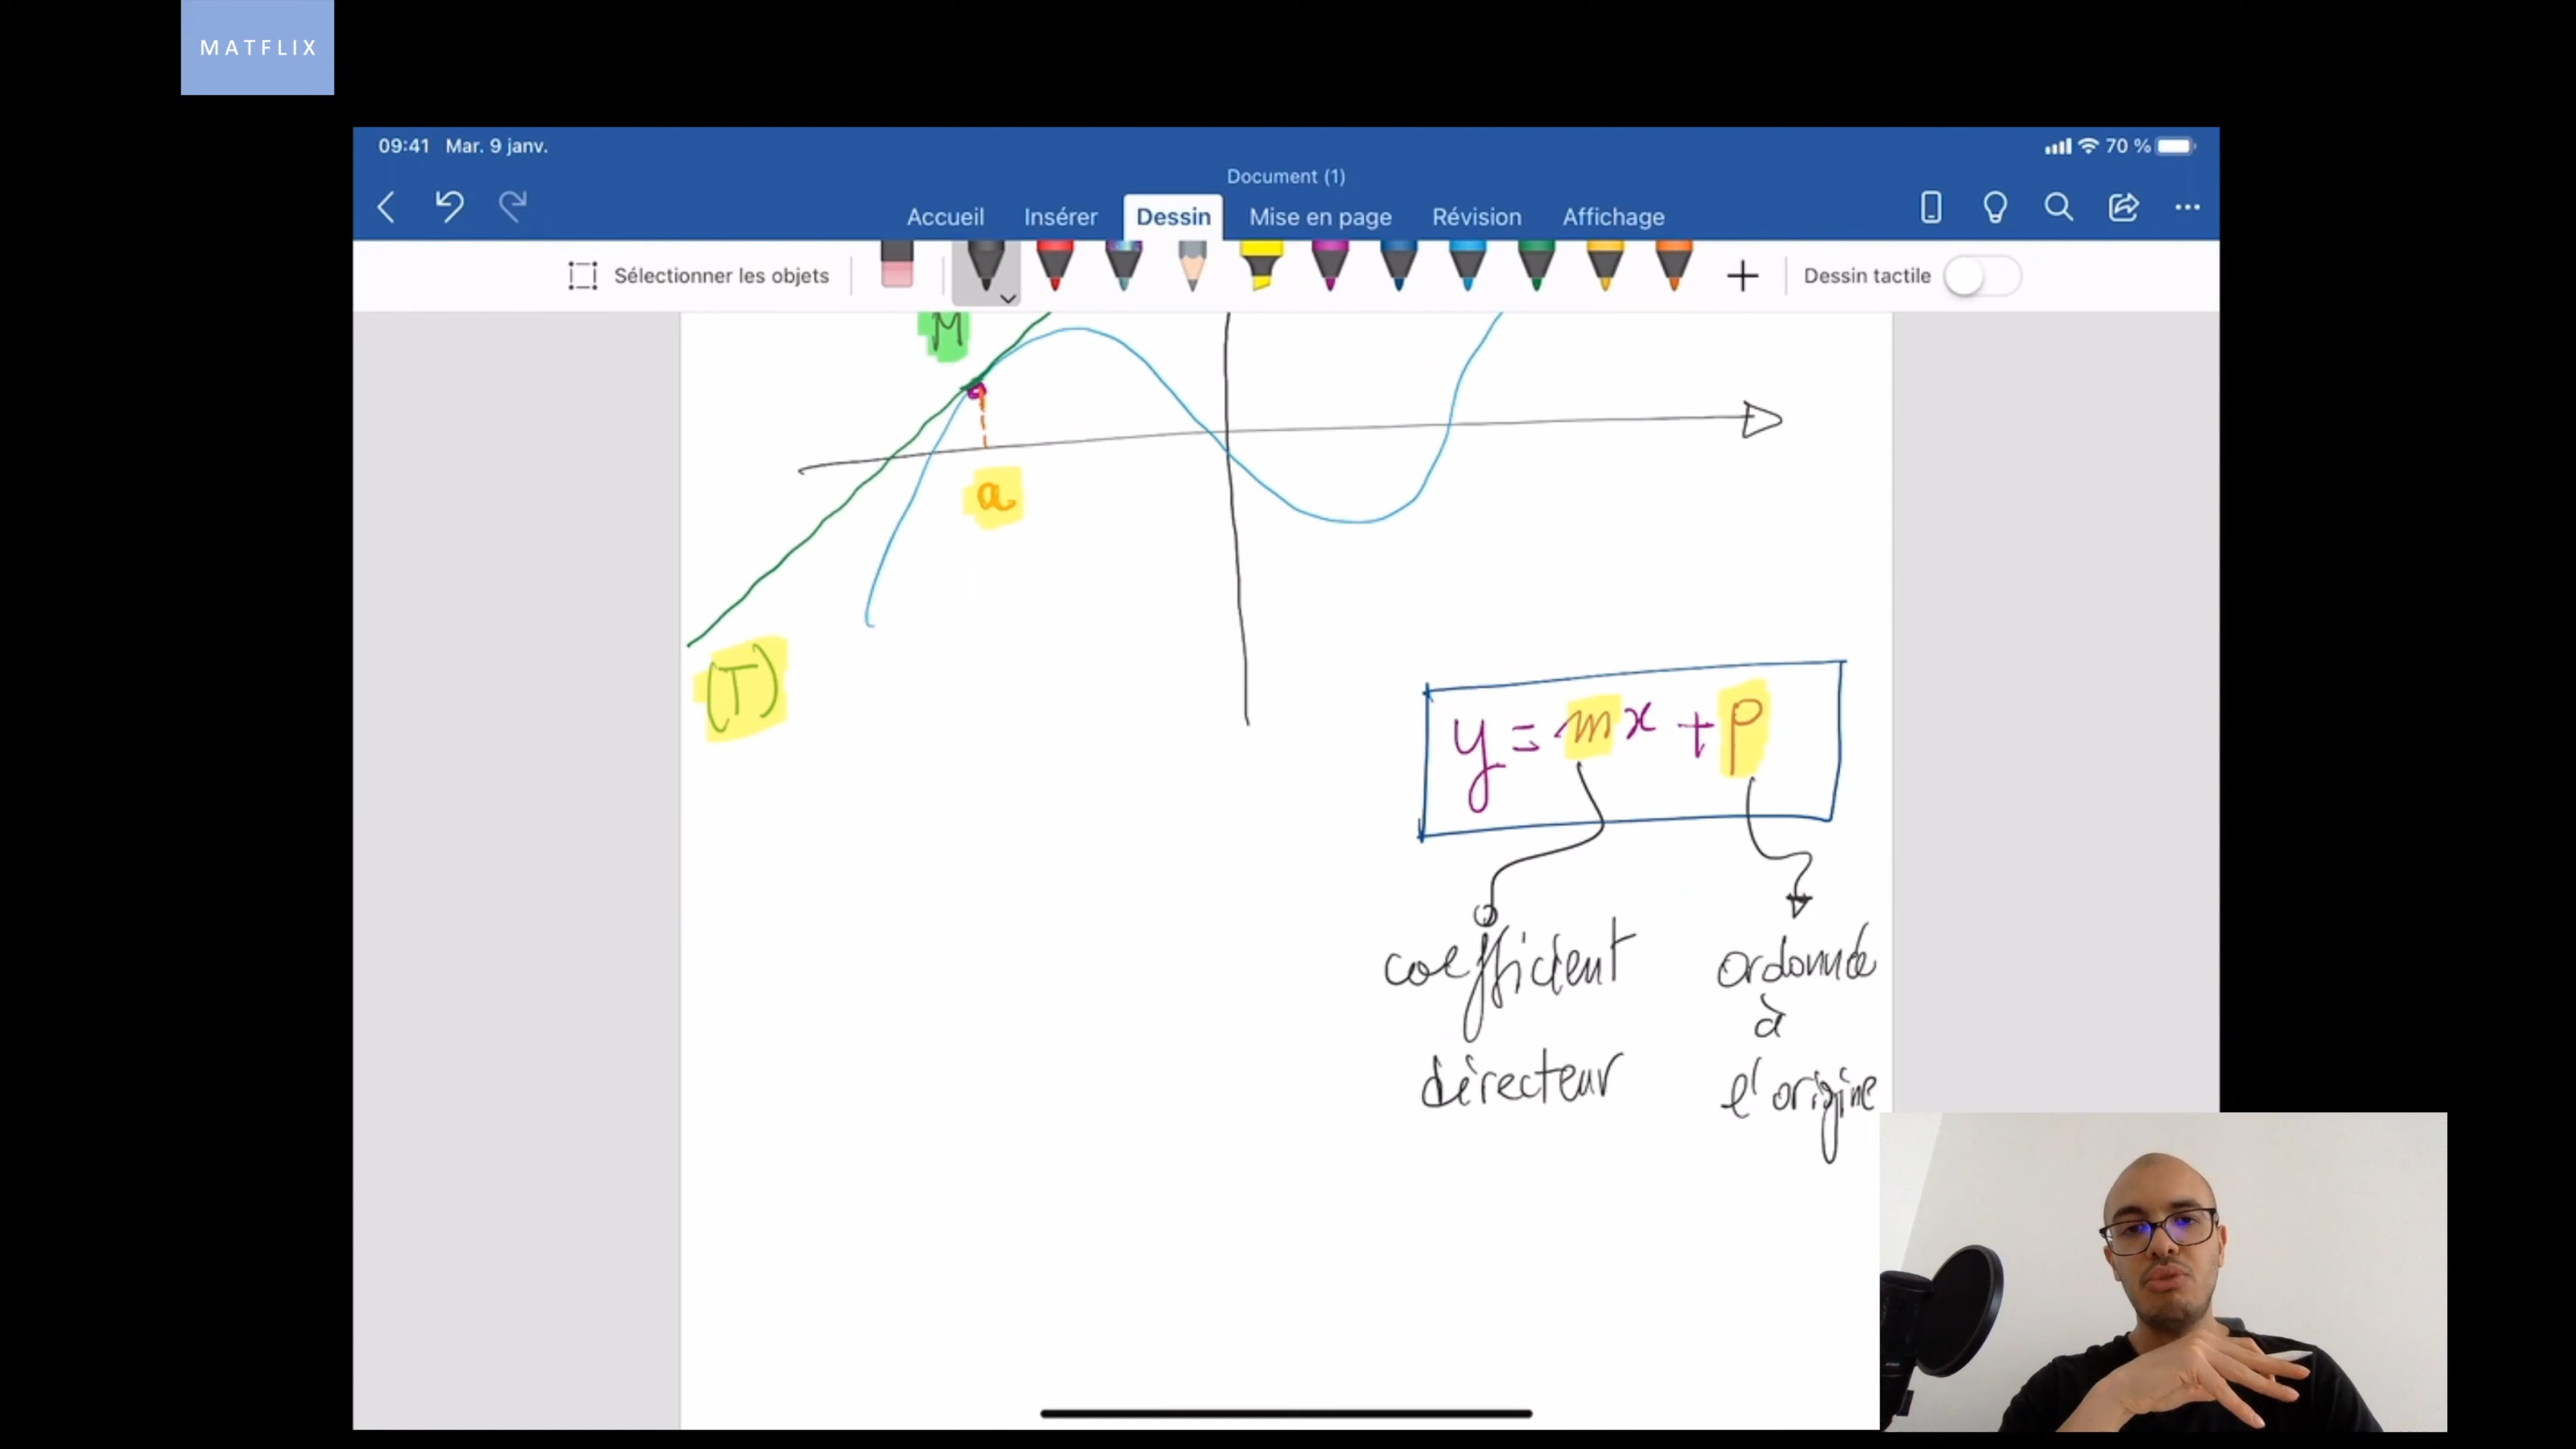 MATFLIX
09:41 Mar. 9 janv.
70 %
Document (1)
Accueil Insérer Dessin Mise en page Révision Affichage
Sélectionner les objets
Dessin tactile
M
a
(T)
y = mx + p
coefficient
directeur
ordonnée
à
l'origine